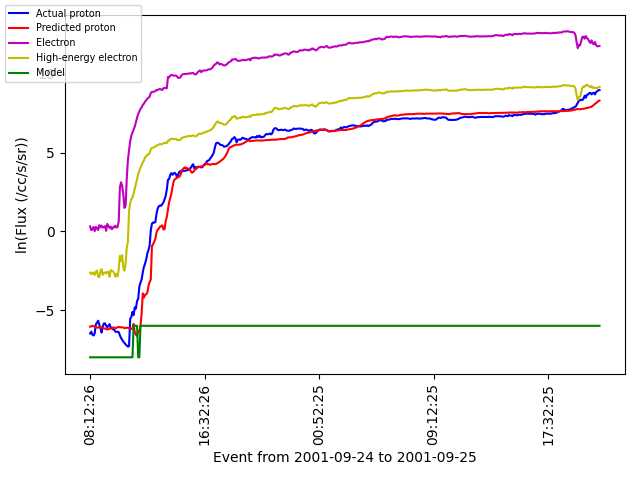 Actual proton
Predicted proton
Electron
High-energy electron
Model
5
0
−5
ln(Flux (/cc/s/sr))
08:12:26
16:32:26
00:52:25
09:12:25
17:32:25
Event from 2001-09-24 to 2001-09-25